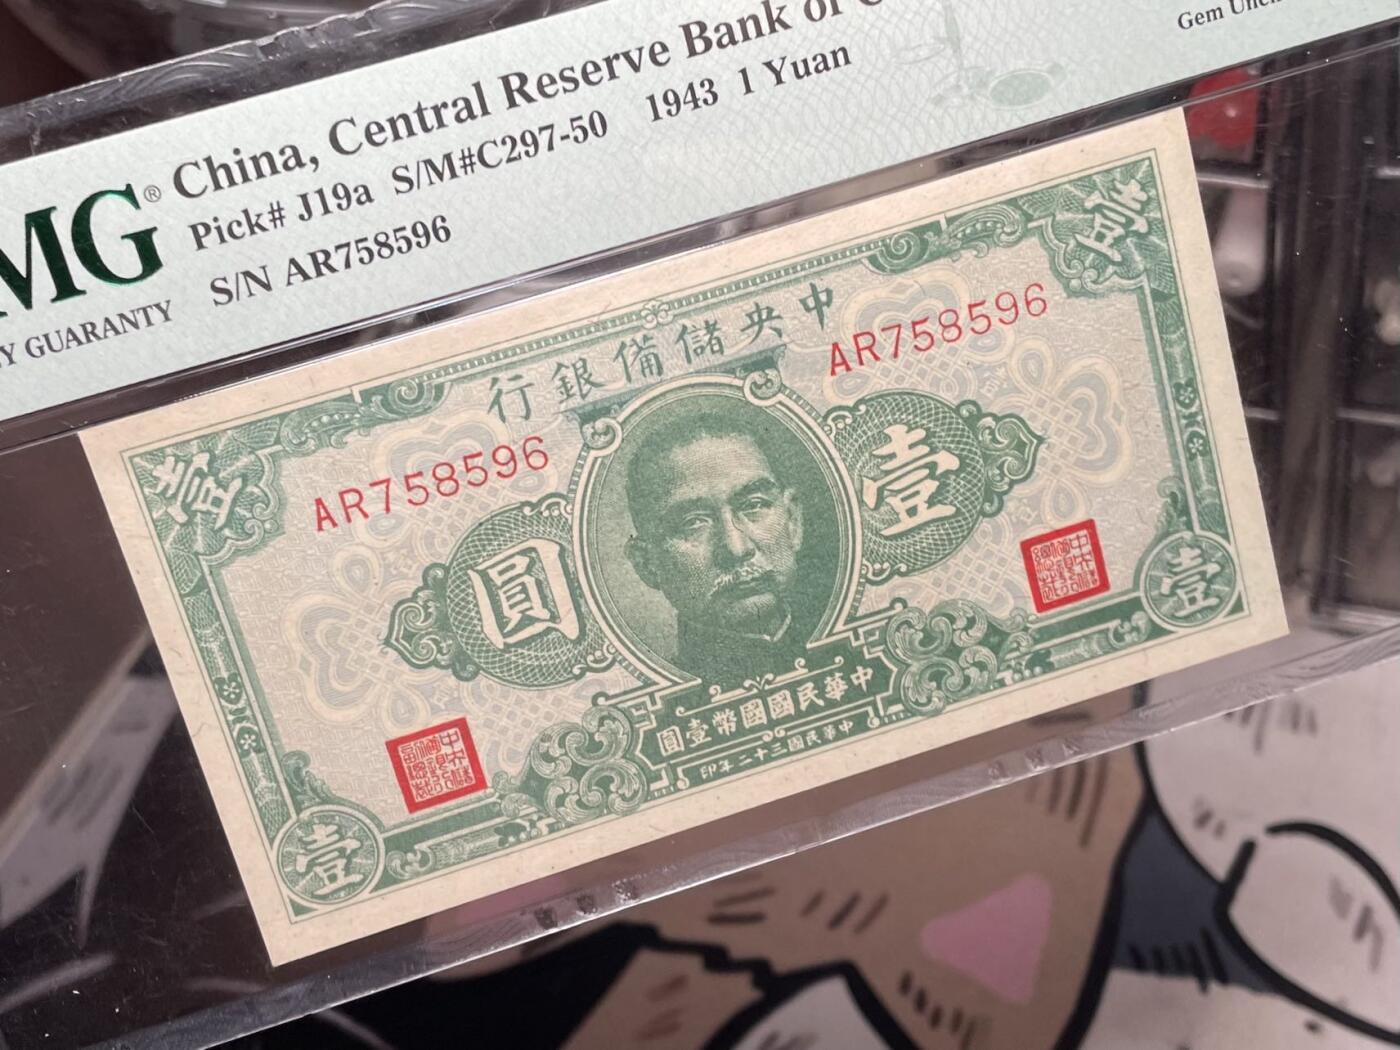 China, Central Reserve Bank of
Gem
MG®
Pick# J19a S/M#C297-50 1943 1 Yuan
S/N AR758596
Y GUARANTY
壹
壹
行銀備儲央中
AR758596
AR758596
圓
壹
圓壹幣國國民華中
印年二十三國民華中
壹
壹